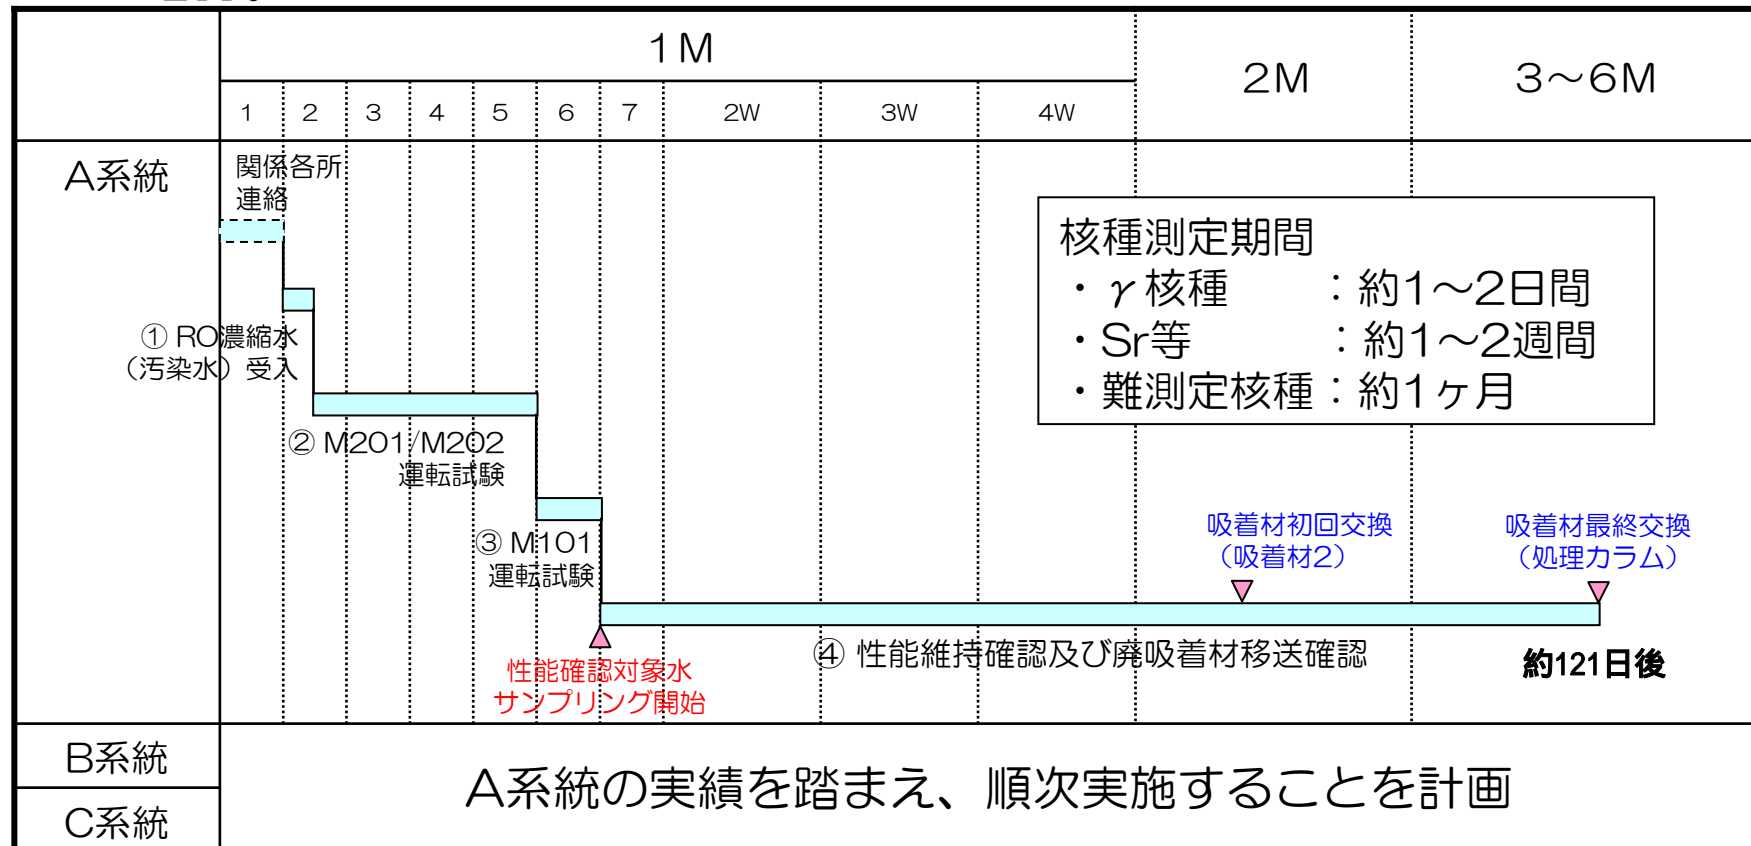 1M
2M
3～6M
1 2 3 4 5 6 7 2W 3W 4W
A系統
関係各所
連絡
核種測定期間
・γ核種　　：約1～2日間
・Sr等　　　：約1～2週間
・難測定核種：約1ヶ月
① RO濃縮水
（汚染水）受入
② M201/M202
運転試験
③ M101
運転試験
吸着材初回交換
（吸着材2）
吸着材最終交換
（処理カラム）
④ 性能維持確認及び廃吸着材移送確認
約121日後
性能確認対象水
サンプリング開始
B系統
A系統の実績を踏まえ、順次実施することを計画
C系統